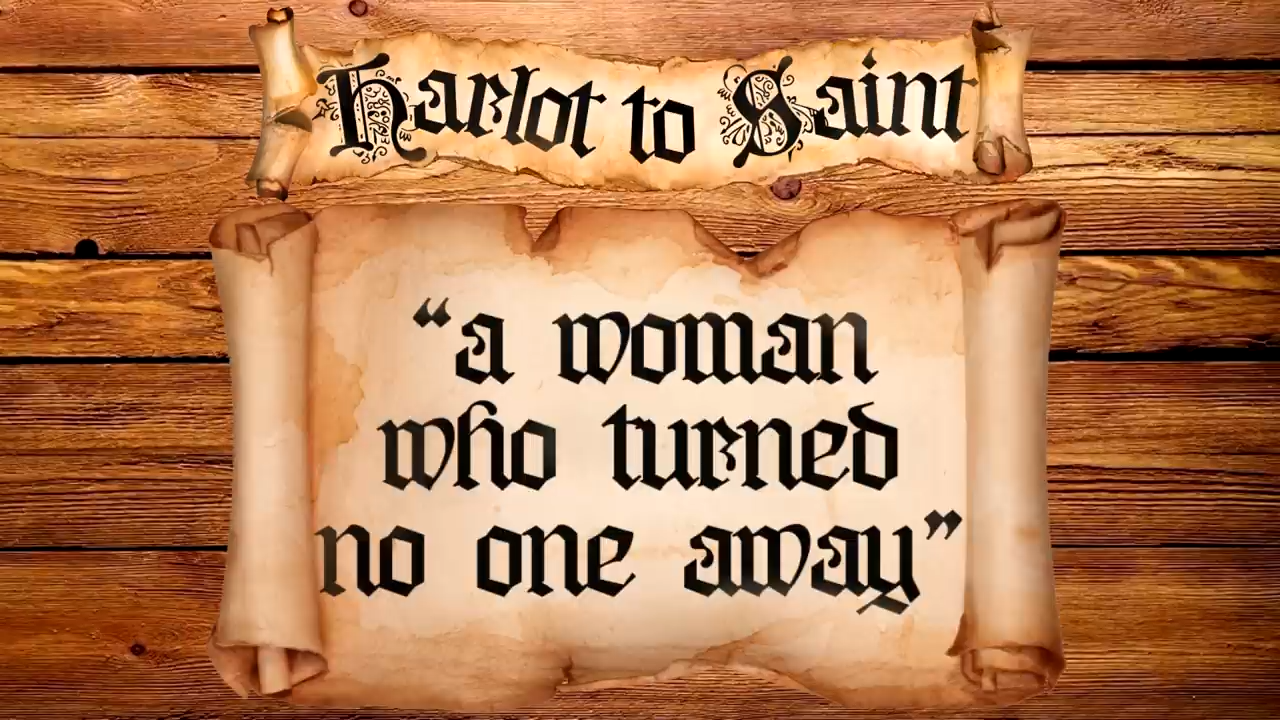 Harlot to Saint
“a woman
who turned
no one away”